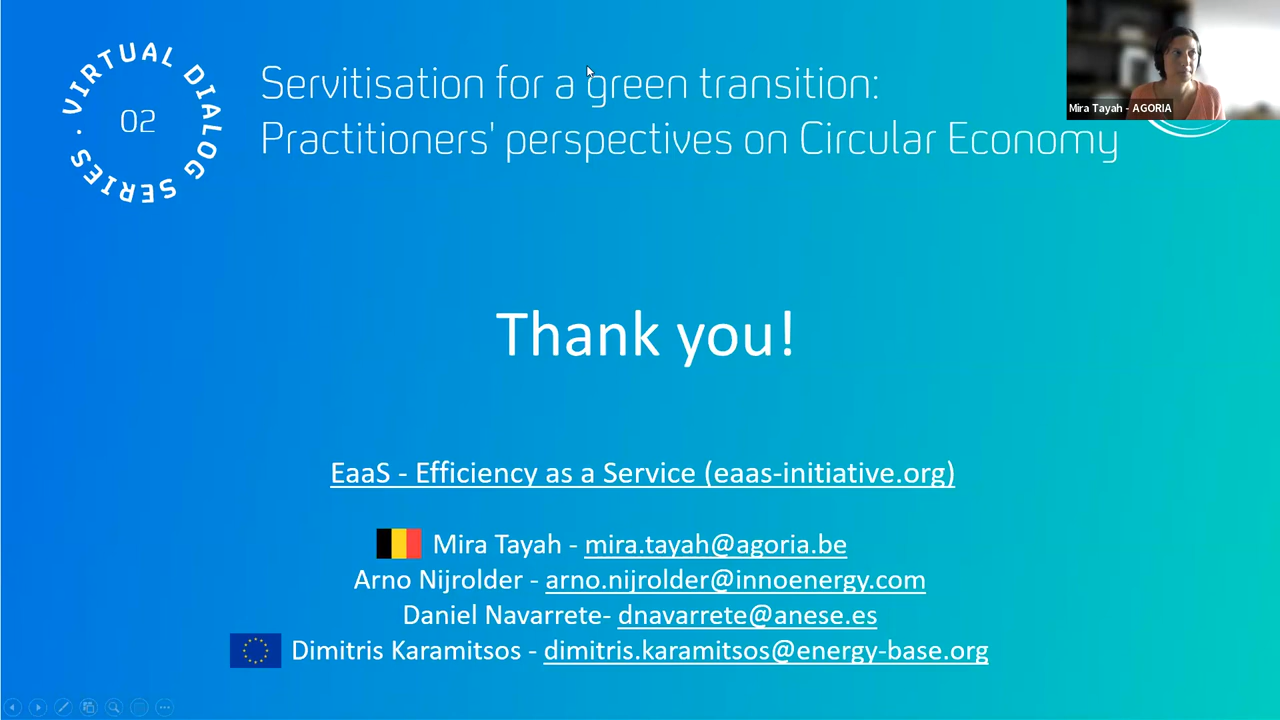 VIRTUAL DIALOG SERIES ·
02
Servitisation for a green transition:
Practitioners' perspectives on Circular Economy
Mira Tayah - AGORIA
Thank you!
EaaS - Efficiency as a Service (eaas-initiative.org)
Mira Tayah - mira.tayah@agoria.be
Arno Nijrolder - arno.nijrolder@innoenergy.com
Daniel Navarrete- dnavarrete@anese.es
Dimitris Karamitsos - dimitris.karamitsos@energy-base.org